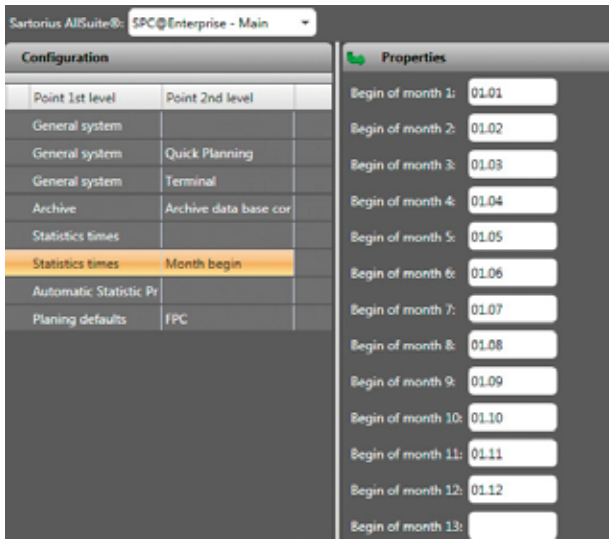 Sartorius AllSuite®: SPC@Enterprise - Main
Configuration
Point 1st level Point 2nd level
General system
General system Quick Planning
General system Terminal
Archive Archive data base cor
Statistics times
Statistics times Month begin
Automatic Statistic Pr
Planing defaults FPC
Properties
Begin of month 1: 01.01
Begin of month 2: 01.02
Begin of month 3: 01.03
Begin of month 4: 01.04
Begin of month 5: 01.05
Begin of month 6: 01.06
Begin of month 7: 01.07
Begin of month 8: 01.08
Begin of month 9: 01.09
Begin of month 10: 01.10
Begin of month 11: 01.11
Begin of month 12: 01.12
Begin of month 13: